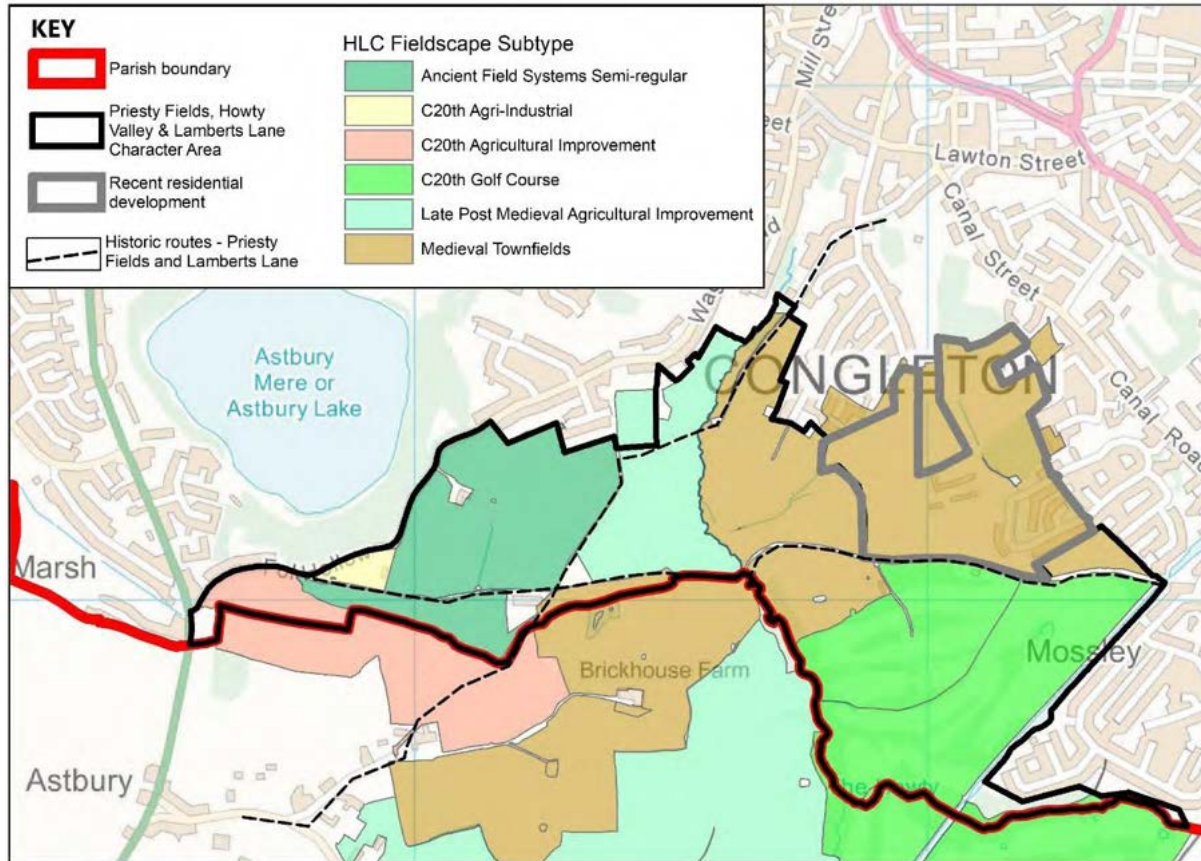 KEY
Parish boundary
Priesty Fields, Howty
Valley & Lamberts Lane
Character Area
Recent residential
development
Historic routes - Priesty
Fields and Lamberts Lane
HLC Fieldscape Subtype
Ancient Field Systems Semi-regular
C20th Agri-Industrial
C20th Agricultural Improvement
C20th Golf Course
Late Post Medieval Agricultural Improvement
Medieval Townfields
Mill Stre
et
Lawton Street
Canal Street
Wag
d
Astbury
Mere or
Astbury Lake
CONGLETON
Canal Road
Marsh
Brickhouse Farm
Mossley
Astbury
Howty